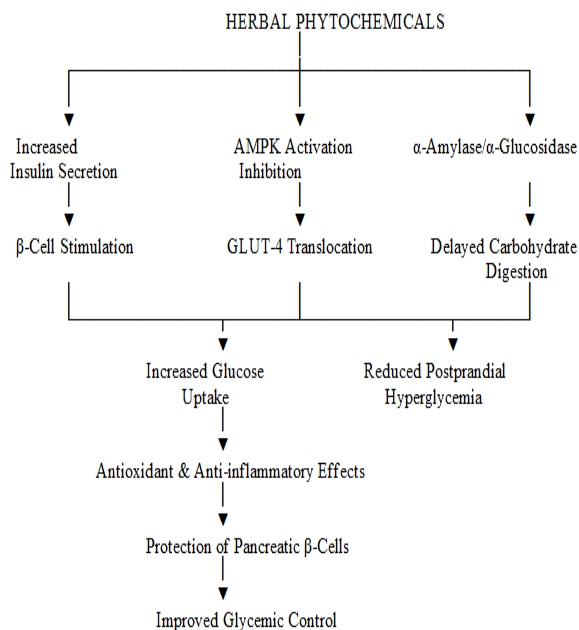 HERBAL PHYTOCHEMICALS
Increased
Insulin Secretion
AMPK Activation
Inhibition
α-Amylase/α-Glucosidase
β-Cell Stimulation
GLUT-4 Translocation
Delayed Carbohydrate
Digestion
Increased Glucose
Uptake
Reduced Postprandial
Hyperglycemia
Antioxidant & Anti-inflammatory Effects
Protection of Pancreatic β-Cells
Improved Glycemic Control